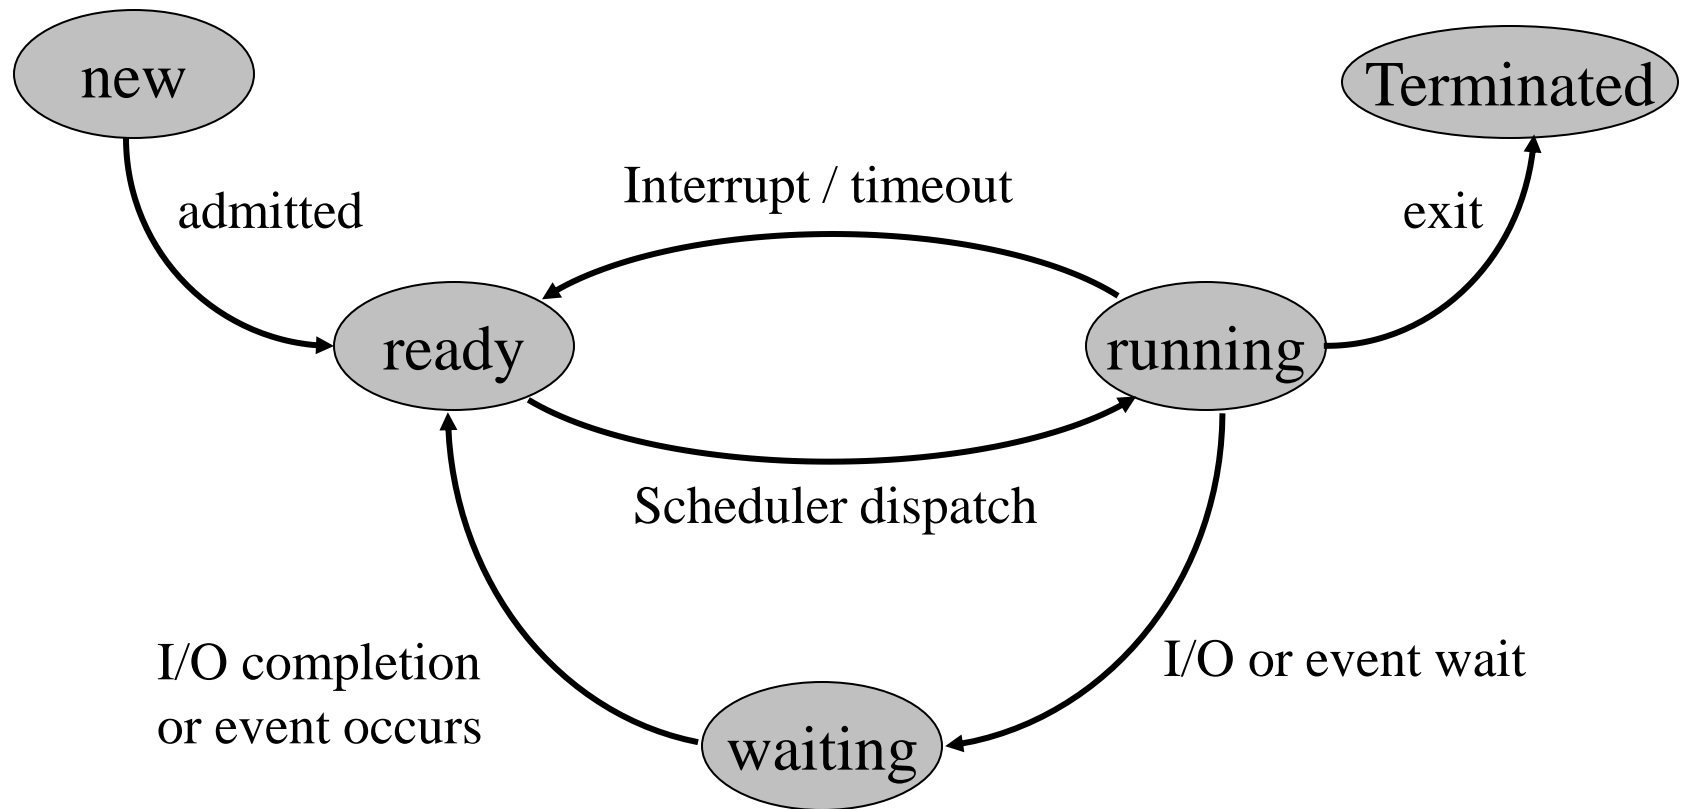 new
Terminated
Interrupt / timeout
admitted
exit
ready
running
Scheduler dispatch
I/O completion
or event occurs
I/O or event wait
waiting